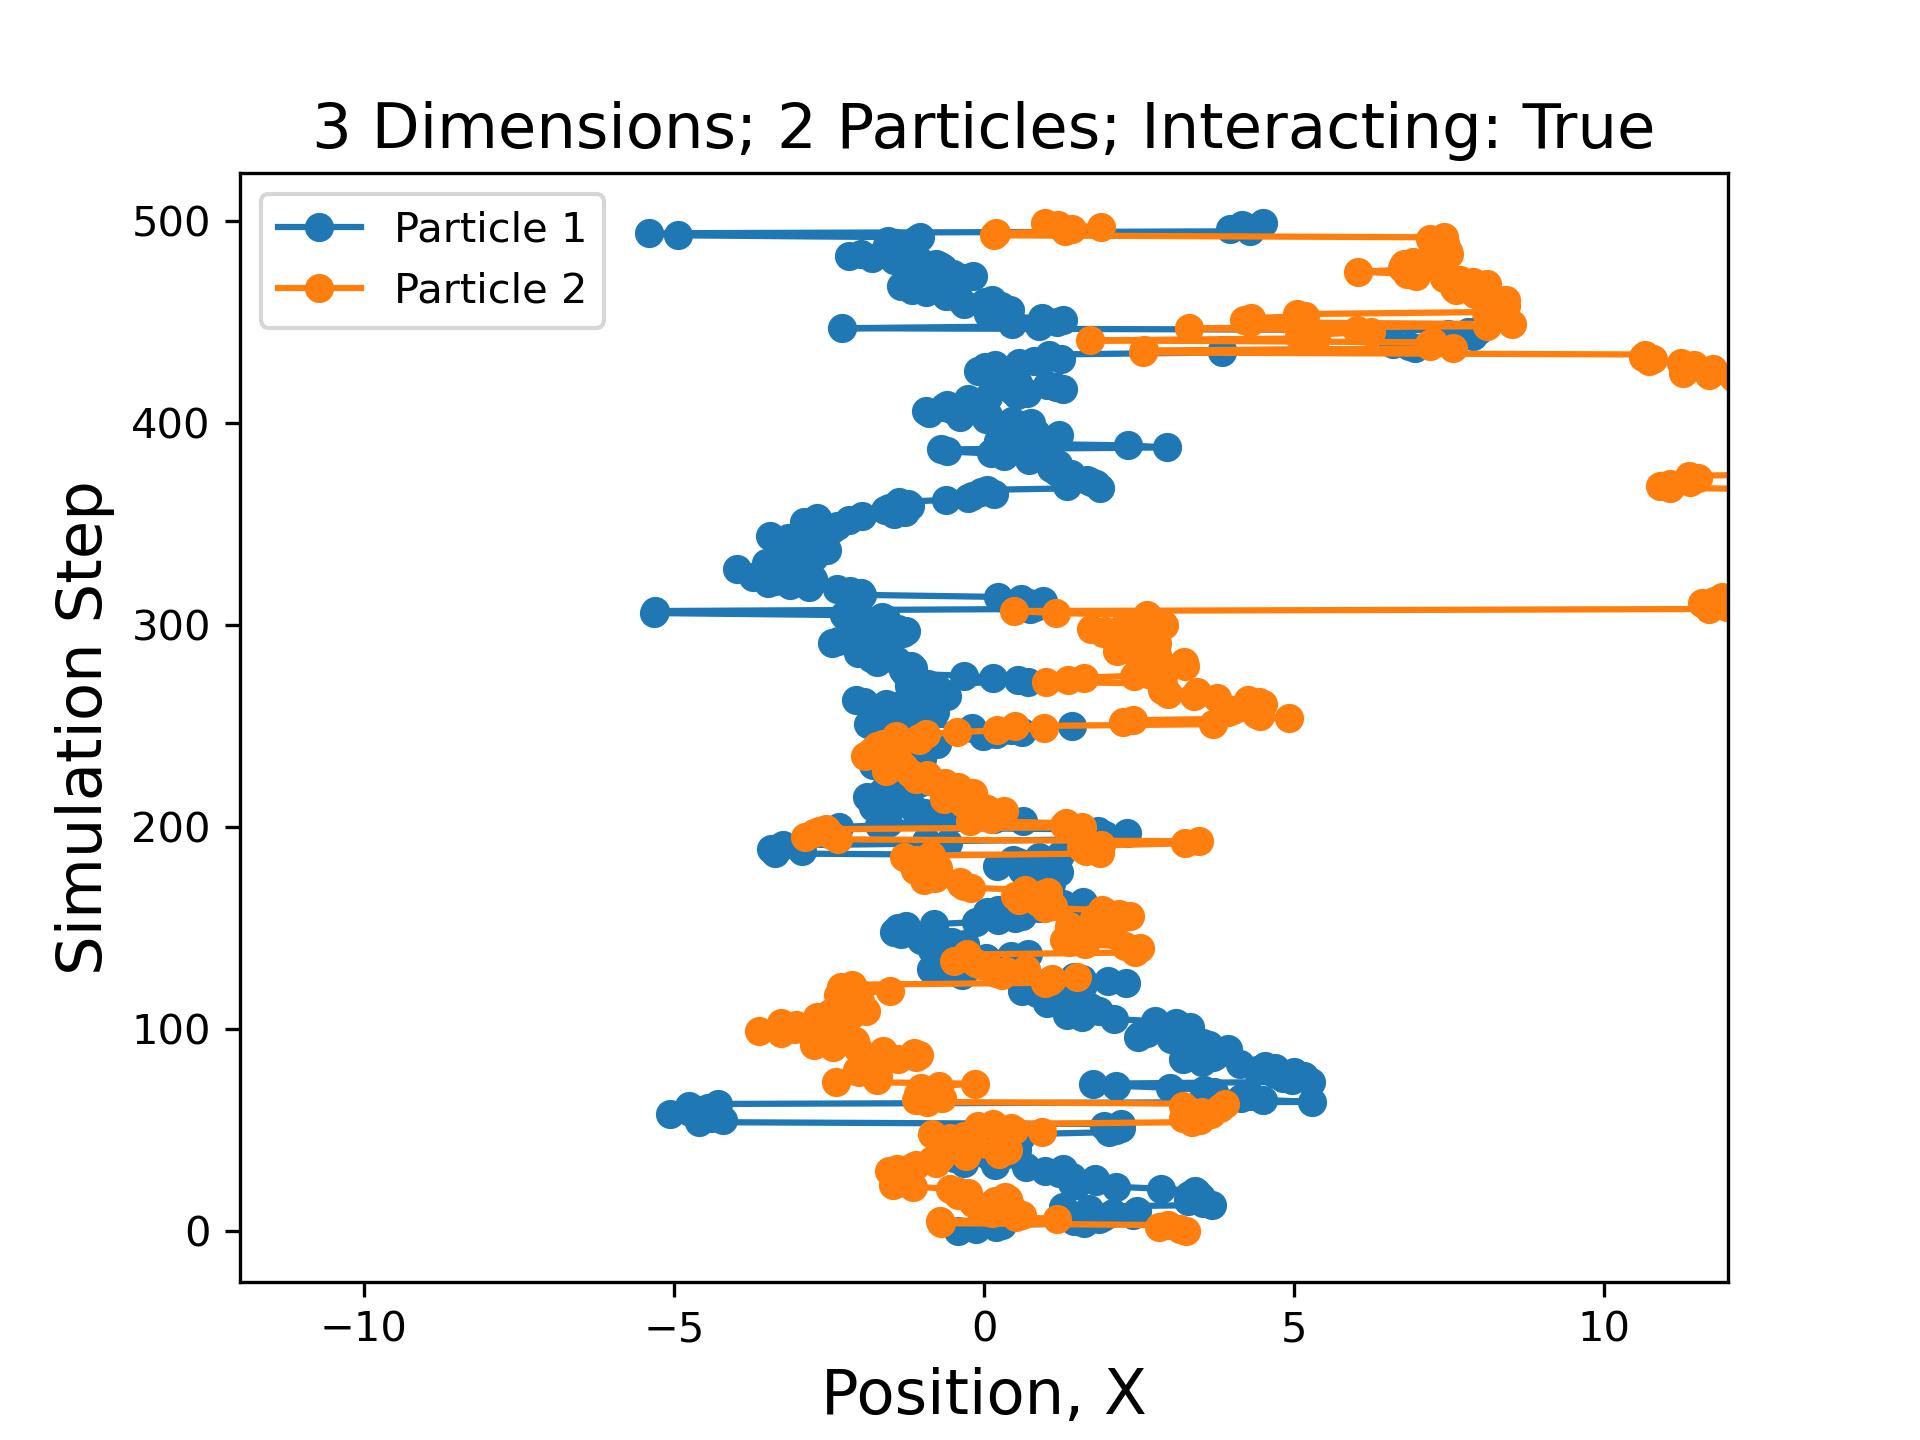 3 Dimensions; 2 Particles; Interacting: True
Particle 1
Particle 2
500
400
300
200
100
0
Simulation Step
−10
−5
0
5
10
Position, X